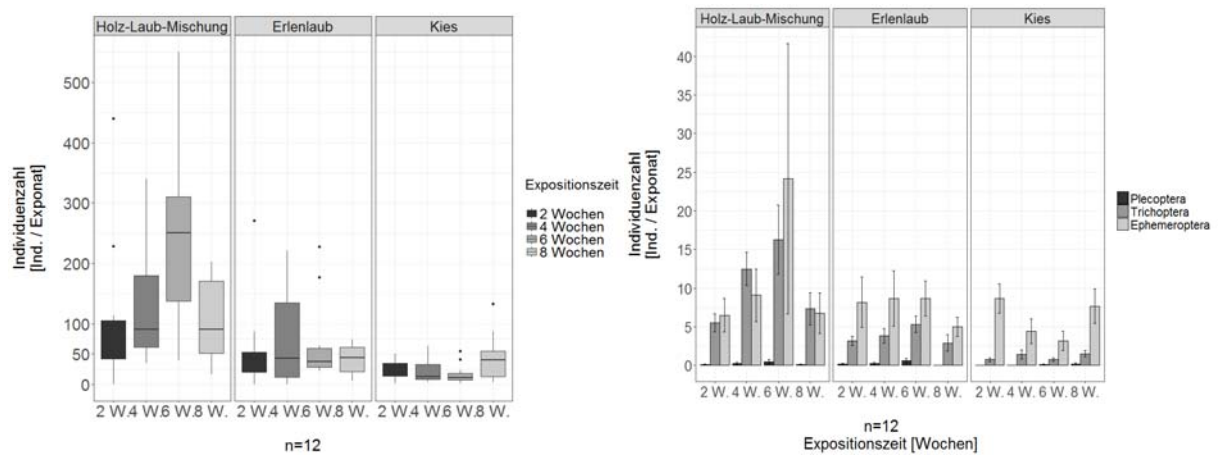 Holz-Laub-Mischung Erlenlaub Kies
500
400
300
200
100
50
0
Individuenzahl
[Ind. / Exponat]
2 W.4 W.6 W.8 W. 2 W.4 W.6 W.8 W. 2 W.4 W.6 W.8 W.
n=12
Expositionszeit
2 Wochen
4 Wochen
6 Wochen
8 Wochen
Holz-Laub-Mischung Erlenlaub Kies
40
35
30
25
20
15
10
5
0
Individuenzahl
[Ind. / Exponat]
2 W. 4 W. 6 W. 8 W. 2 W. 4 W. 6 W. 8 W. 2 W. 4 W. 6 W. 8 W.
n=12
Expositionszeit [Wochen]
Plecoptera
Trichoptera
Ephemeroptera